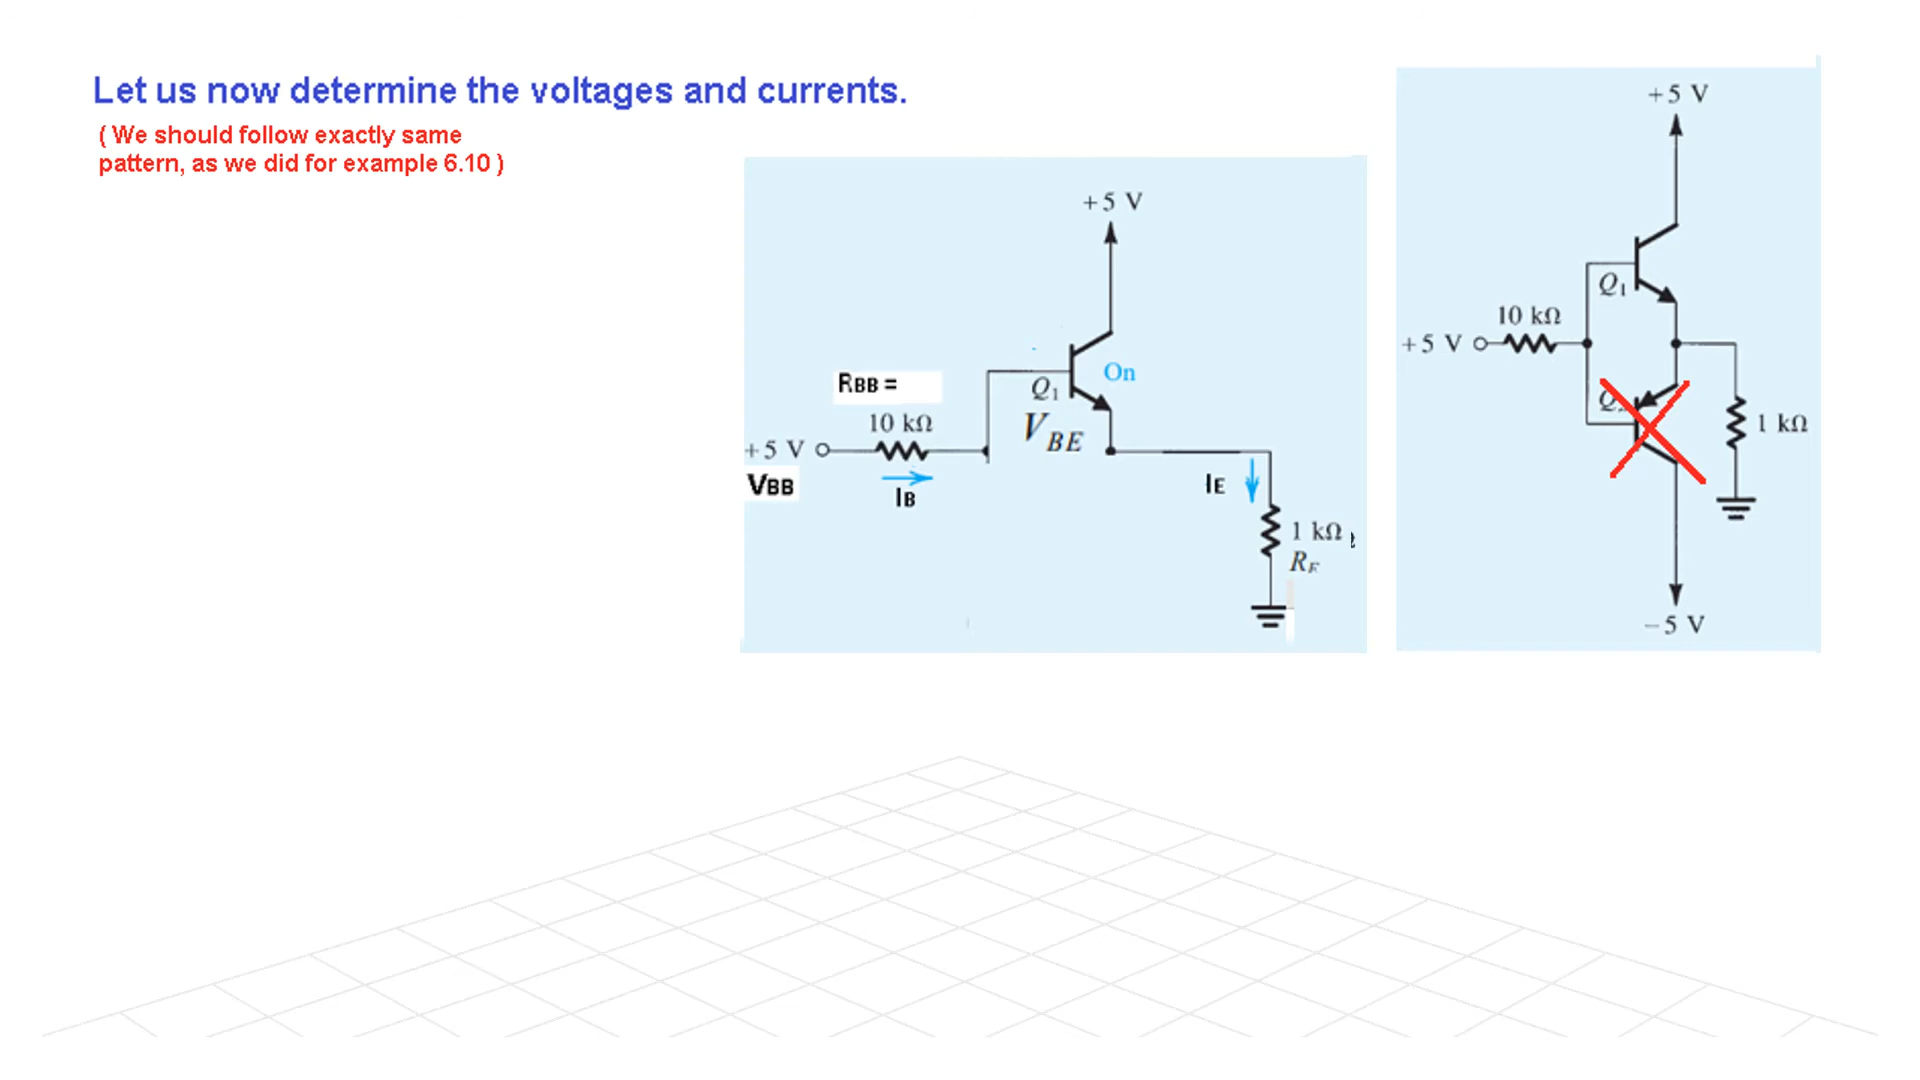 Let us now determine the voltages and currents.
( We should follow exactly same
pattern, as we did for example 6.10 )
+5 V
RBB =
10 kΩ
+5 V
VBB
IB
Q1
On
VBE
IE
1 kΩ
RE
+5 V
Q1
10 kΩ
+5 V
Q
1 kΩ
−5 V